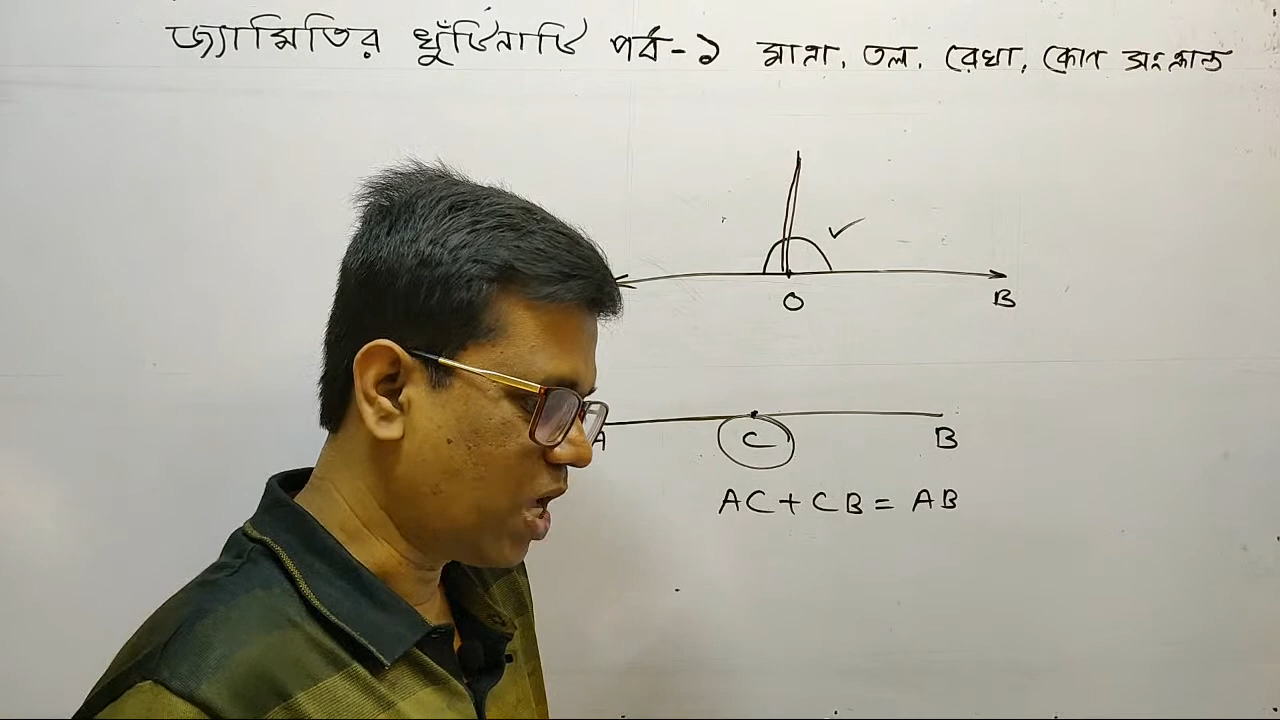 জ্যামিতির খুঁটিনাটি পর্ব-১ মাত্রা, তল, রেখা, কোণ সংক্রান্ত
O
B
A
C
B
AC+CB= AB